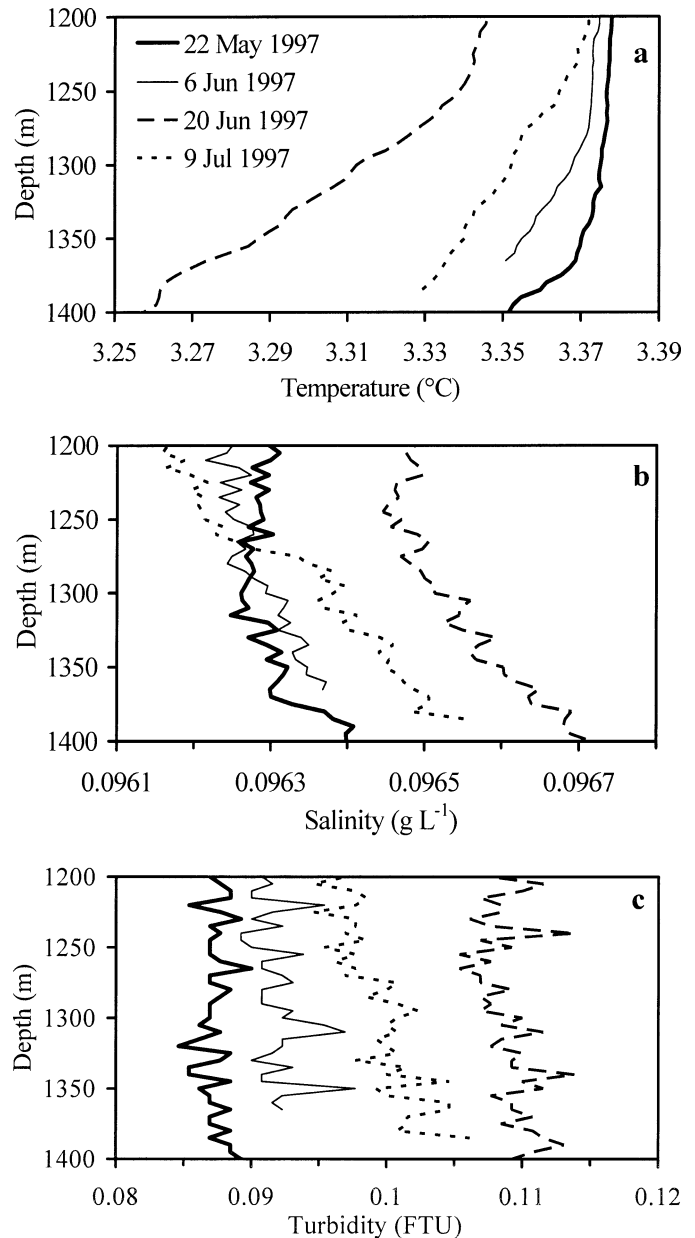 1200
1250
1300
1350
1400
Depth (m)
22 May 1997
6 Jun 1997
20 Jun 1997
9 Jul 1997
a
3.25 3.27 3.29 3.31 3.33 3.35 3.37 3.39
Temperature (°C)
1200
1250
1300
1350
1400
Depth (m)
b
0.0961 0.0963 0.0965 0.0967
Salinity (g L-1)
1200
1250
1300
1350
1400
Depth (m)
c
0.08 0.09 0.1 0.11 0.12
Turbidity (FTU)